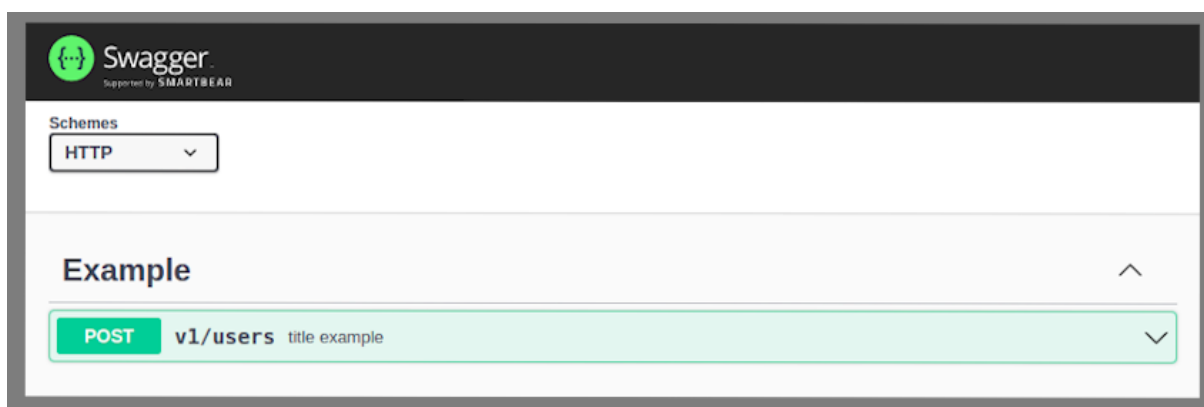 {···} Swagger
Supported by SMARTBEAR
Schemes
HTTP
Example
POST v1/users title example